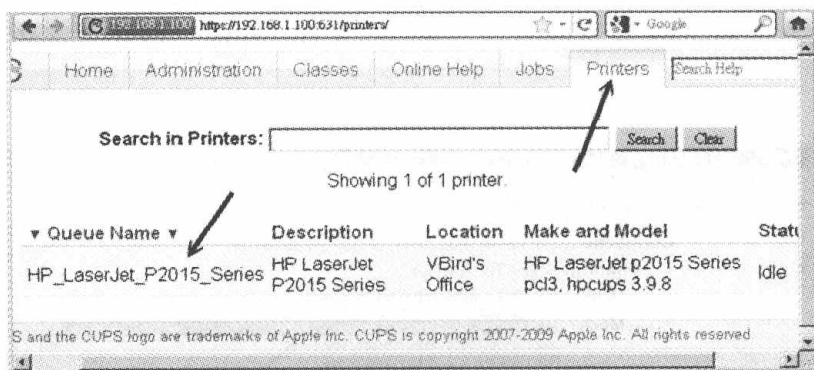 https://192.168.1.100:631/printers/ Google
Home Administration Classes Online Help Jobs Printers Search Help
Search in Printers: Search Clear
Showing 1 of 1 printer.
▼ Queue Name ▼ Description Location Make and Model Statu
HP_LaserJet_P2015_Series HP LaserJet P2015 Series VBird's Office HP LaserJet p2015 Series pcl3, hpcups 3.9.8 Idle
S and the CUPS logo are trademarks of Apple Inc. CUPS is copyright 2007-2009 Apple Inc. All rights reserved